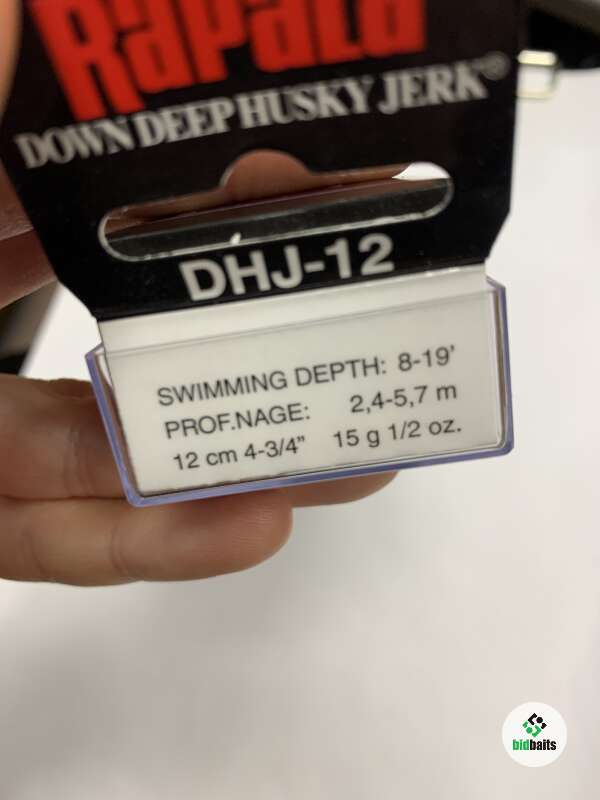 Rapala
DOWN DEEP HUSKY JERK®
DHJ-12
SWIMMING DEPTH: 8-19'
PROF.NAGE: 2,4-5,7 m
12 cm 4-3/4" 15 g 1/2 oz.
bidbaits